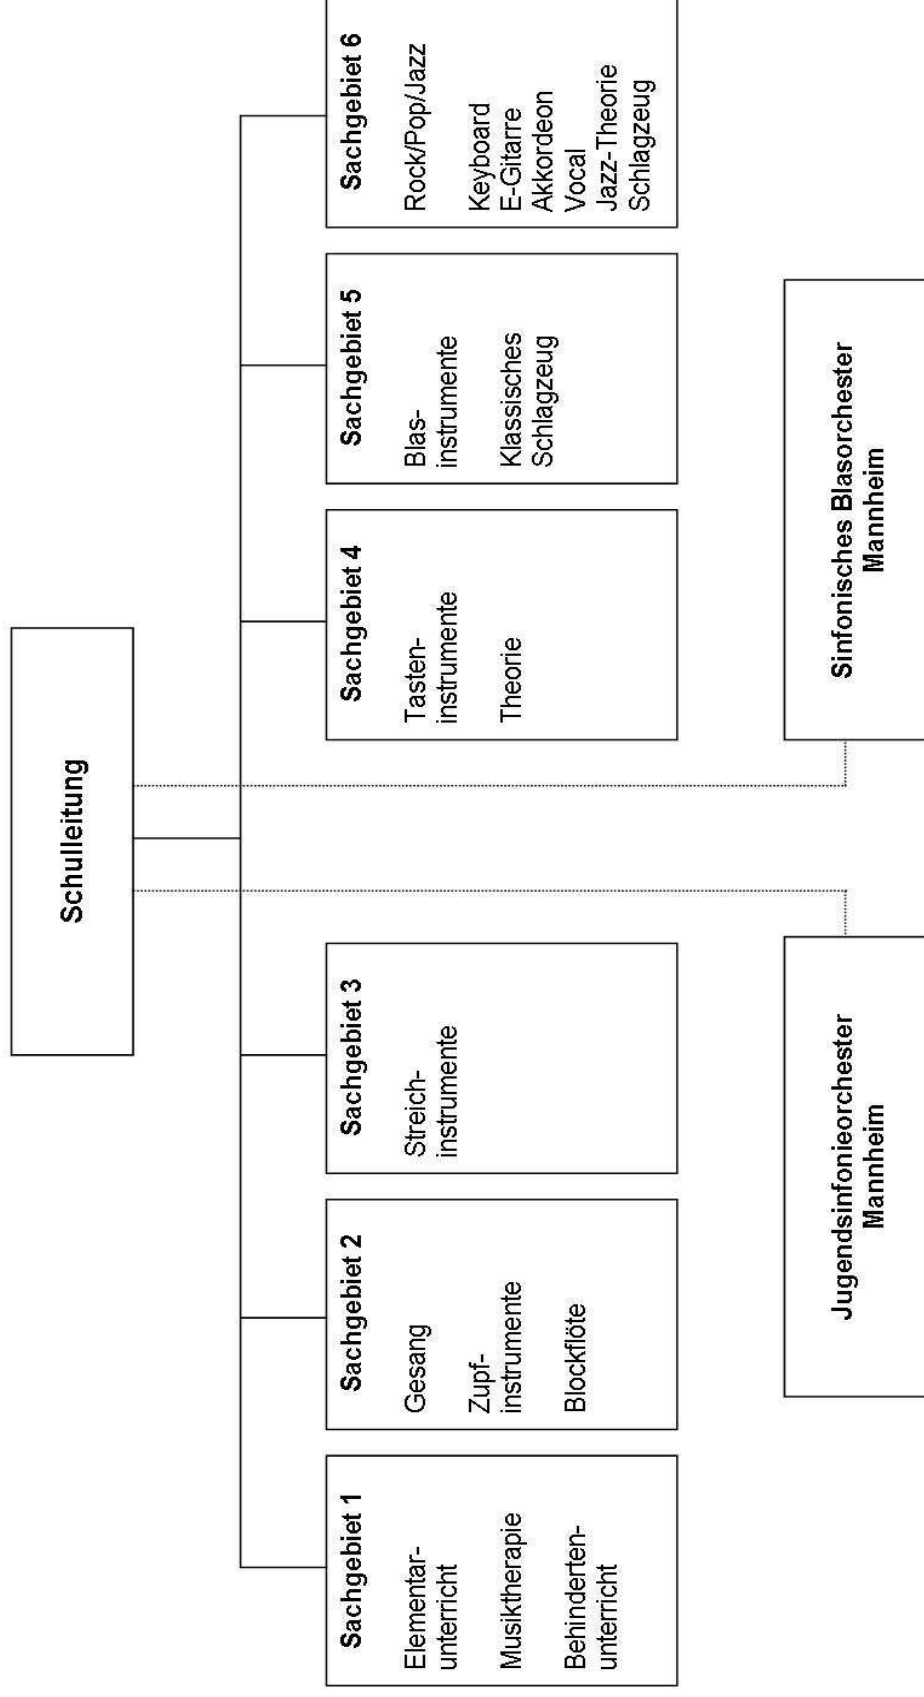 Schulleitung
Sachgebiet 1
Elementar-
unterricht
Musiktherapie
Behinderten-
unterricht
Sachgebiet 2
Gesang
Zupf-
instrumente
Blockflöte
Sachgebiet 3
Streich-
instrumente
Sachgebiet 4
Tasten-
instrumente
Theorie
Sachgebiet 5
Blas-
instrumente
Klassisches
Schlagzeug
Sachgebiet 6
Rock/Pop/Jazz
Keyboard
E-Gitarre
Akkordeon
Vocal
Jazz-Theorie
Schlagzeug
Jugendsinfonieorchester
Mannheim
Sinfonisches Blasorchester
Mannheim